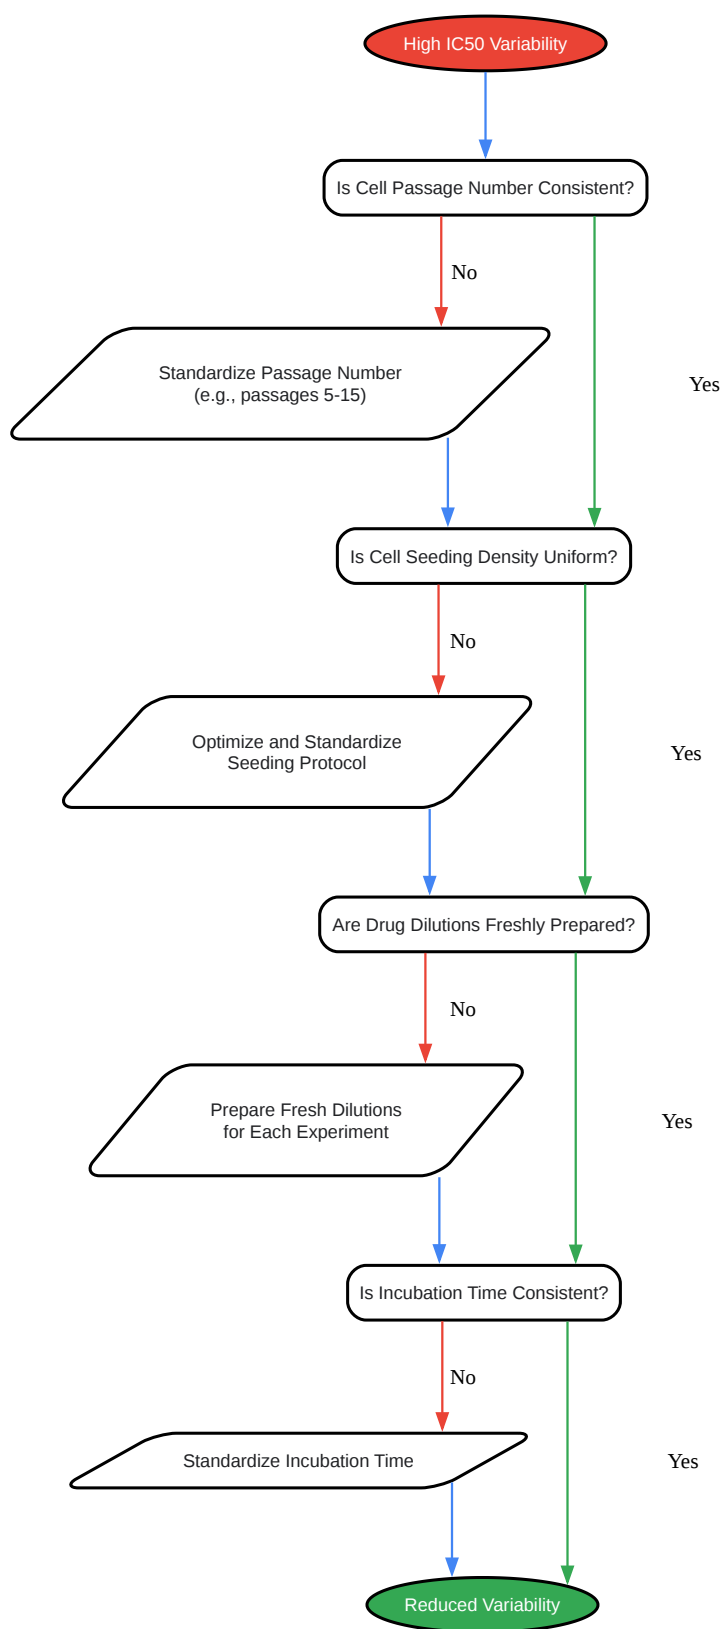 High IC50 Variability
Is Cell Passage Number Consistent?
No
Standardize Passage Number
(e.g., passages 5-15)
Yes
Is Cell Seeding Density Uniform?
No
Optimize and Standardize
Seeding Protocol
Yes
Are Drug Dilutions Freshly Prepared?
No
Prepare Fresh Dilutions
for Each Experiment
Yes
Is Incubation Time Consistent?
No
Standardize Incubation Time
Yes
Reduced Variability